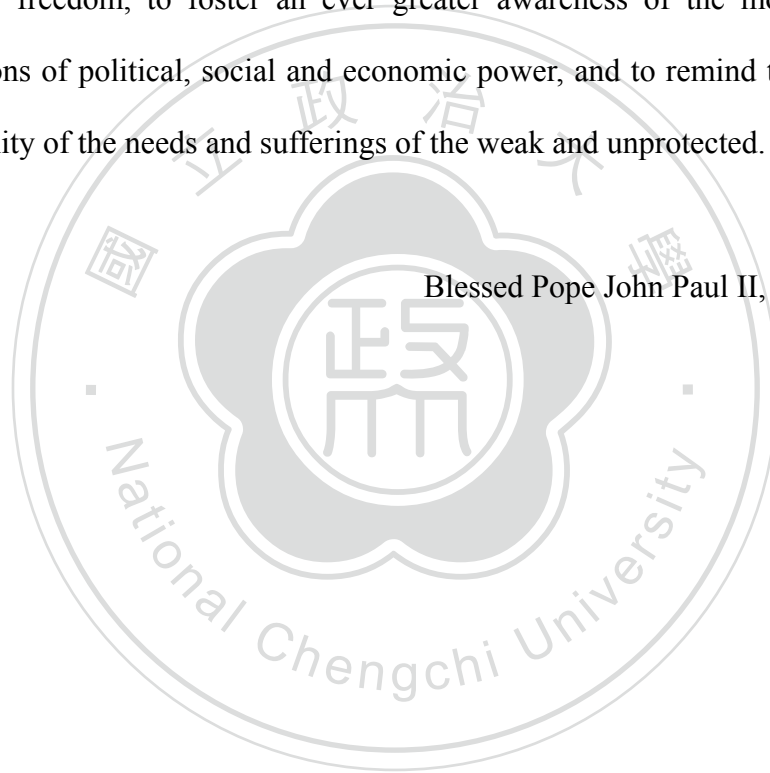 freedom, to foster an ever greater awareness of the
ons of political, social and economic power, and to remind
lity of the needs and sufferings of the weak and unprotected.
Blessed Pope John Paul II,
國立政治大學
政
National Chengchi University